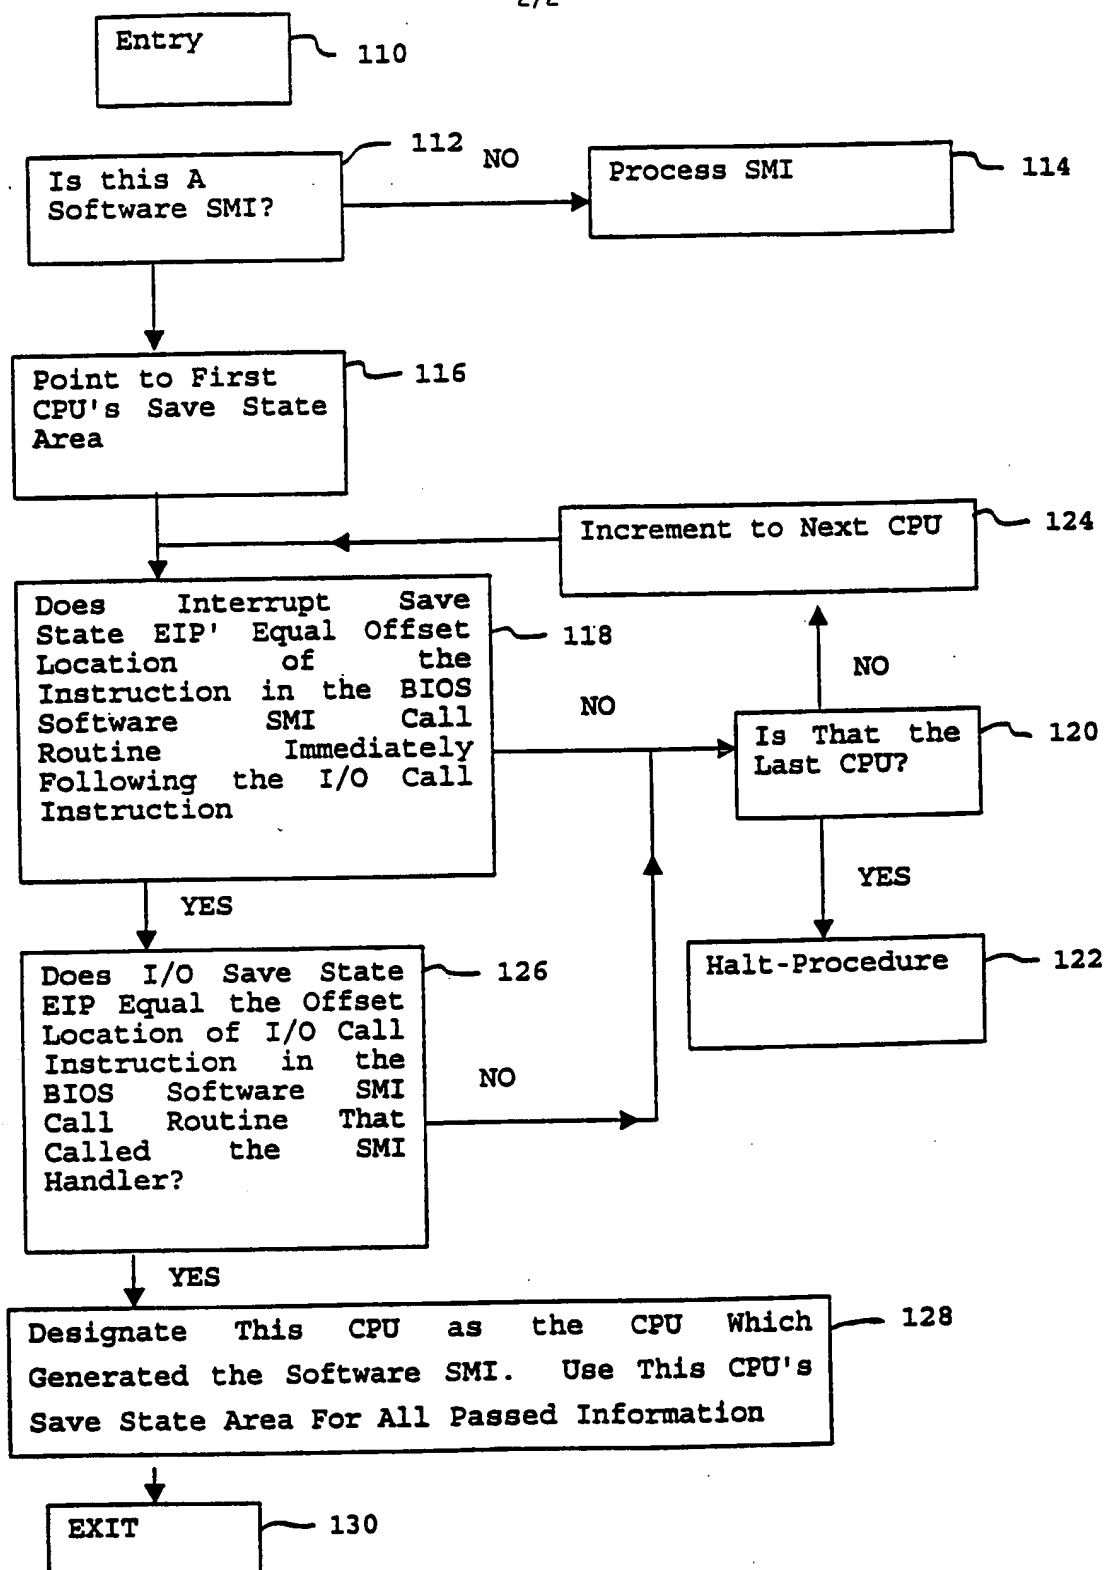 2/2
Entry
110
112
NO
Is this A
Software SMI?
Process SMI
114
Point to First
CPU's Save State
Area
116
Increment to Next CPU
124
Does Interrupt Save
State EIP' Equal Offset
Location of the
Instruction in the BIOS
Software SMI Call
Routine Immediately
Following the I/O Call
Instruction
118
NO
NO
Is That the
Last CPU?
120
YES
YES
Halt-Procedure
122
Does I/O Save State
EIP Equal the Offset
Location of I/O Call
Instruction in the
BIOS Software SMI
Call Routine That
Called the SMI
Handler?
126
NO
YES
Designate This CPU as the CPU Which
Generated the Software SMI. Use This CPU's
Save State Area For All Passed Information
128
EXIT
130